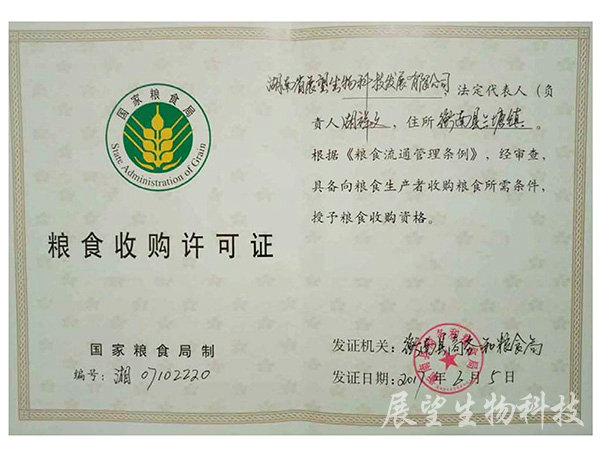 国家粮食局
State Administration of Grain
粮食收购许可证
国家粮食局制
编号：湘 07102220
湖南省展望生物科技发展有限公司 法定代表人（负
责人 胡祥文，住所 衡南县三塘镇。
根据《粮食流通管理条例》，经审查，
具备向粮食生产者收购粮食所需条件，
授予粮食收购资格。
发证机关：衡南县商务和粮食局
发证日期：2017年6月5日
展望生物科技